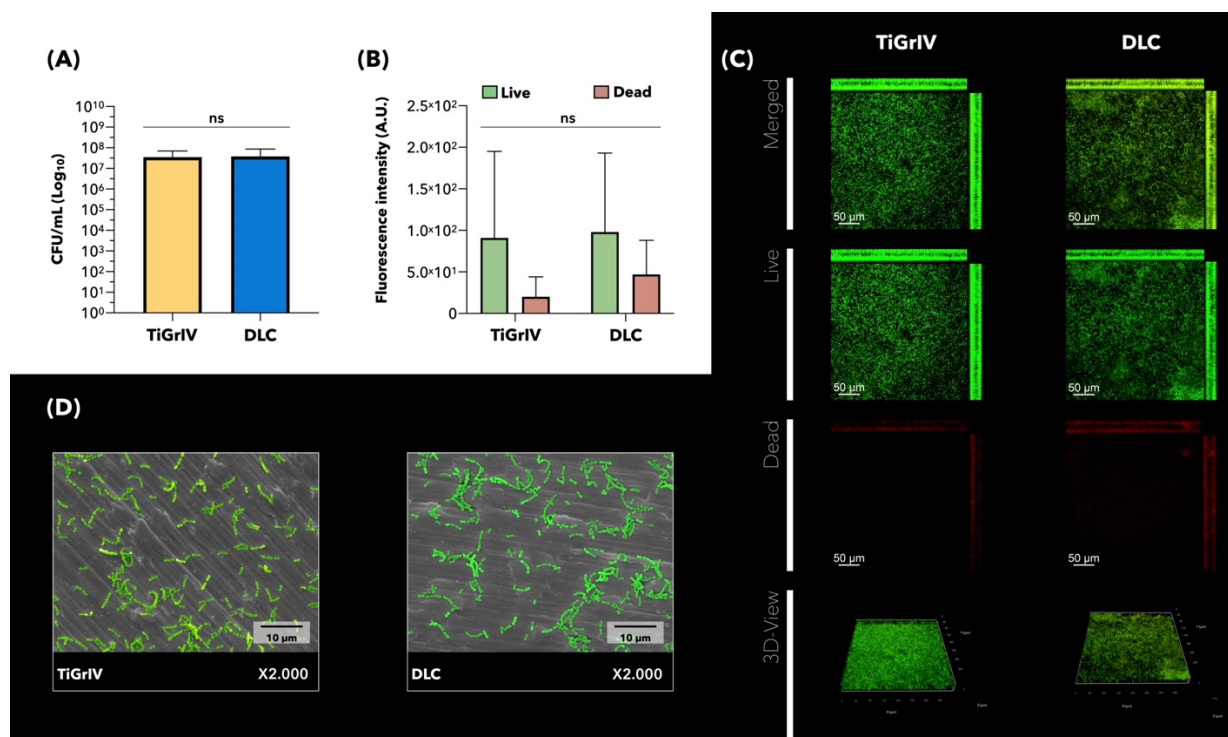 (A)
CFU/mL (Log₁₀)
10¹⁰
10⁹
10⁸
10⁷
10⁶
10⁵
10⁴
10³
10²
10¹
10⁰
ns
TiGrIV DLC
(B)
Live Dead
Fluorescence intensity (A.U.)
2.5×10²
2.0×10²
1.5×10²
1.0×10²
5.0×10¹
0
ns
TiGrIV DLC
(C)
TiGrIV DLC
Merged
50 µm 50 µm
Live
50 µm 50 µm
Dead
50 µm 50 µm
3D-View
(D)
10 µm
TiGrIV X2.000
10 µm
DLC X2.000